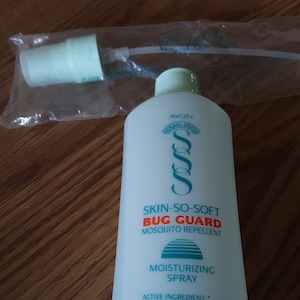 AVON
SKIN-SO-SOFT
BUG GUARD
MOSQUITO REPELLENT
MOISTURIZING
SPRAY
ACTIVE INGREDIENT